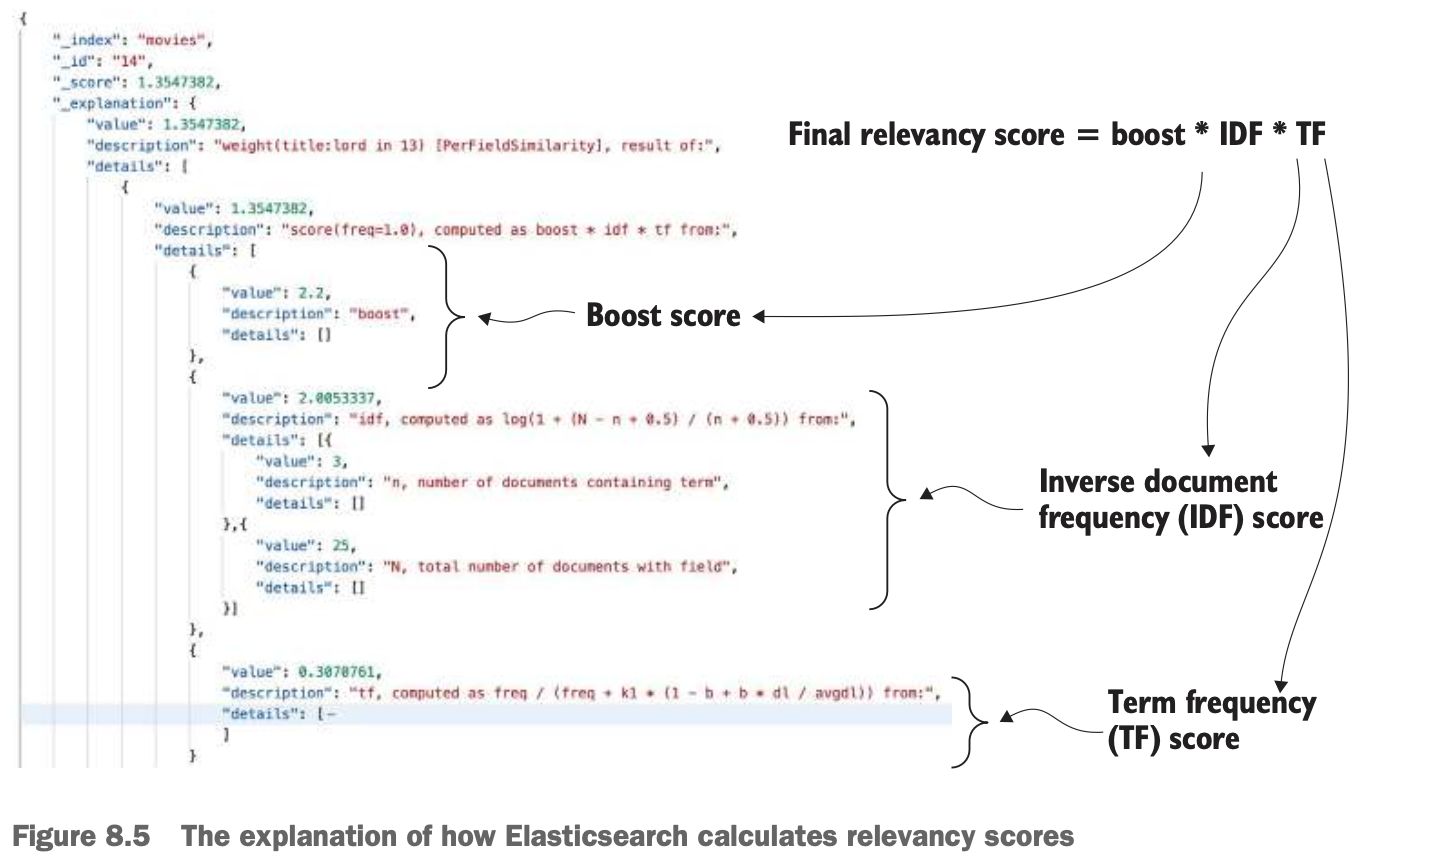 {
"_index": "movies",
"_id": "14",
"_score": 1.3547382,
"_explanation": {
"value": 1.3547382,
"description": "weight(title:lord in 13) [PerFieldSimilarity], result of:",
"details": [
{
"value": 1.3547382,
"description": "score(freq=1.0), computed as boost * idf * tf from:",
"details": [
{
"value": 2.2,
"description": "boost",
"details": []
},
{
"value": 2.0053337,
"description": "idf, computed as log(1 + (N - n + 0.5) / (n + 0.5)) from:",
"details": [{
"value": 3,
"description": "n, number of documents containing term",
"details": []
},{
"value": 25,
"description": "N, total number of documents with field",
"details": []
}]
},
{
"value": 0.3070761,
"description": "tf, computed as freq / (freq + k1 * (1 - b + b * dl / avgdl)) from:",
"details": [–
]
}
Final relevancy score = boost * IDF * TF
Boost score
Inverse document
frequency (IDF) score
Term frequency
(TF) score
Figure 8.5 The explanation of how Elasticsearch calculates relevancy scores